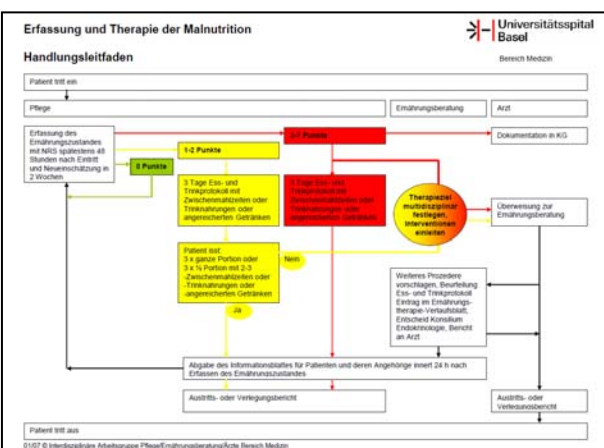 Erfassung und Therapie der Malnutrition
Universitätsspital
Basel
Handlungsleitfaden
Bereich Medizin
Patient tritt ein
Pflege
Ernährungsberatung
Arzt
Erfassung des
Ernährungszustandes
mit NRS spätestens 48
Stunden nach Eintritt
und Neueinschätzung in
2 Wochen
0 Punkte
1-2 Punkte
Punkte
Dokumentation in KG
3 Tage Ess- und
Trinkprotokoll mit
Zwischenmahlzeiten oder
Trinknahrungen oder
angereicherten Getränken
3 Tage Ess- und
Trinkprotokoll mit
Zwischenmahlzeiten oder
Trinknahrungen oder
angereicherten Getränken
Therapieziel
multidisziplinär
festlegen,
Interventionen
einleiten
Überweisung zur
Ernährungsberatung
Patient isst:
3 x ganze Portion oder
3 x ½ Portion mit 2-3
-Zwischenmahlzeiten oder
-Trinknahrungen oder
-angereicherten Getränken
Nein
Ja
Weiteres Prozedere
vorschlagen, Beurteilung
Ess- und Trinkprotokoll
Eintrag im Ernährungs-
therapie-Verlaufsblatt,
Entscheid Konsilium
Endokrinologie, Bericht
an Arzt
Abgabe des Informationsblattes für Patienten und deren Angehörige innert 24 h nach
Erfassen des Ernährungszustandes
Austritts- oder Verlegungsbericht
Austritts- oder
Verlegungsbericht
Patient tritt aus
01/07 © Interdisziplinäre Arbeitsgruppe Pflege/Ernährungsberatung/Ärzte Bereich Medizin